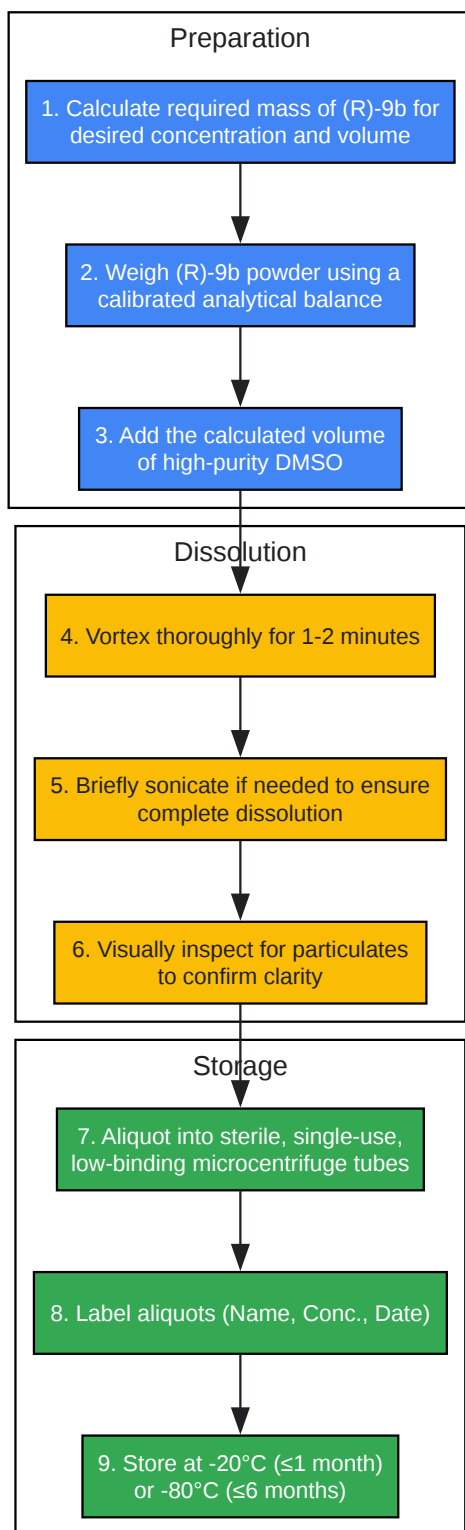 Preparation
1. Calculate required mass of (R)-9b for
desired concentration and volume
2. Weigh (R)-9b powder using a
calibrated analytical balance
3. Add the calculated volume
of high-purity DMSO
Dissolution
4. Vortex thoroughly for 1-2 minutes
5. Briefly sonicate if needed to ensure
complete dissolution
6. Visually inspect for particulates
to confirm clarity
Storage
7. Aliquot into sterile, single-use,
low-binding microcentrifuge tubes
8. Label aliquots (Name, Conc., Date)
9. Store at -20°C (≤1 month)
or -80°C (≤6 months)